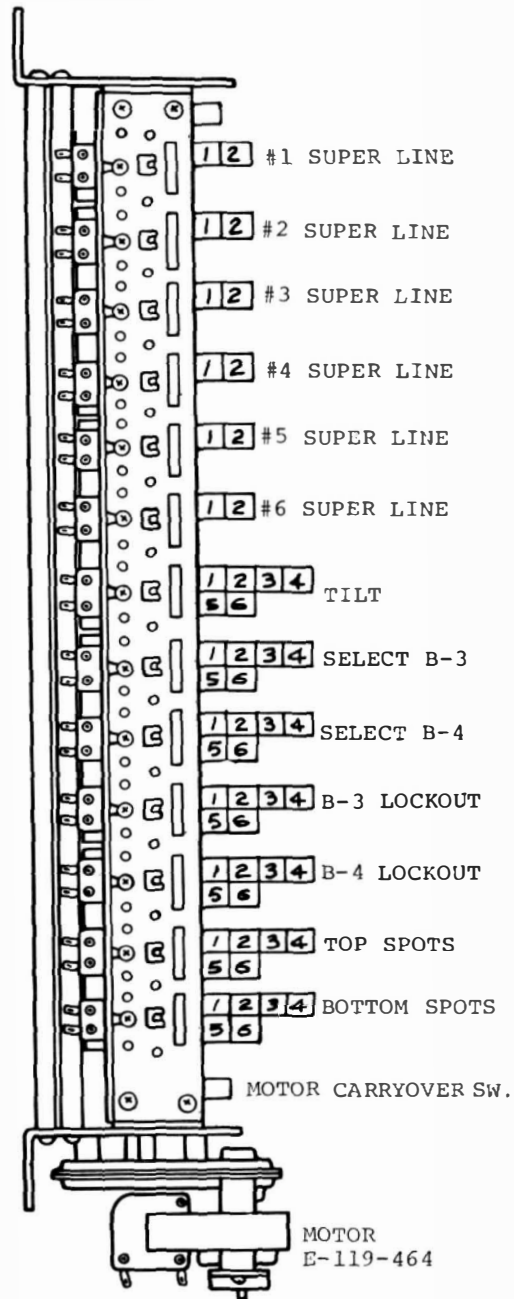 1 2 #1 SUPER LINE
1 2 #2 SUPER LINE
1 2 #3 SUPER LINE
1 2 #4 SUPER LINE
1 2 #5 SUPER LINE
1 2 #6 SUPER LINE
1 2 3 4
5 6
TILT
1 2 3 4 SELECT B-3
5 6
1 2 3 4 SELECT B-4
5 6
1 2 3 4 B-3 LOCKOUT
5 6
1 2 3 4 B-4 LOCKOUT
5 6
1 2 3 4 TOP SPOTS
5 6
1 2 3 4 BOTTOM SPOTS
5 6
MOTOR CARRYOVER SW.
MOTOR
E-119-464